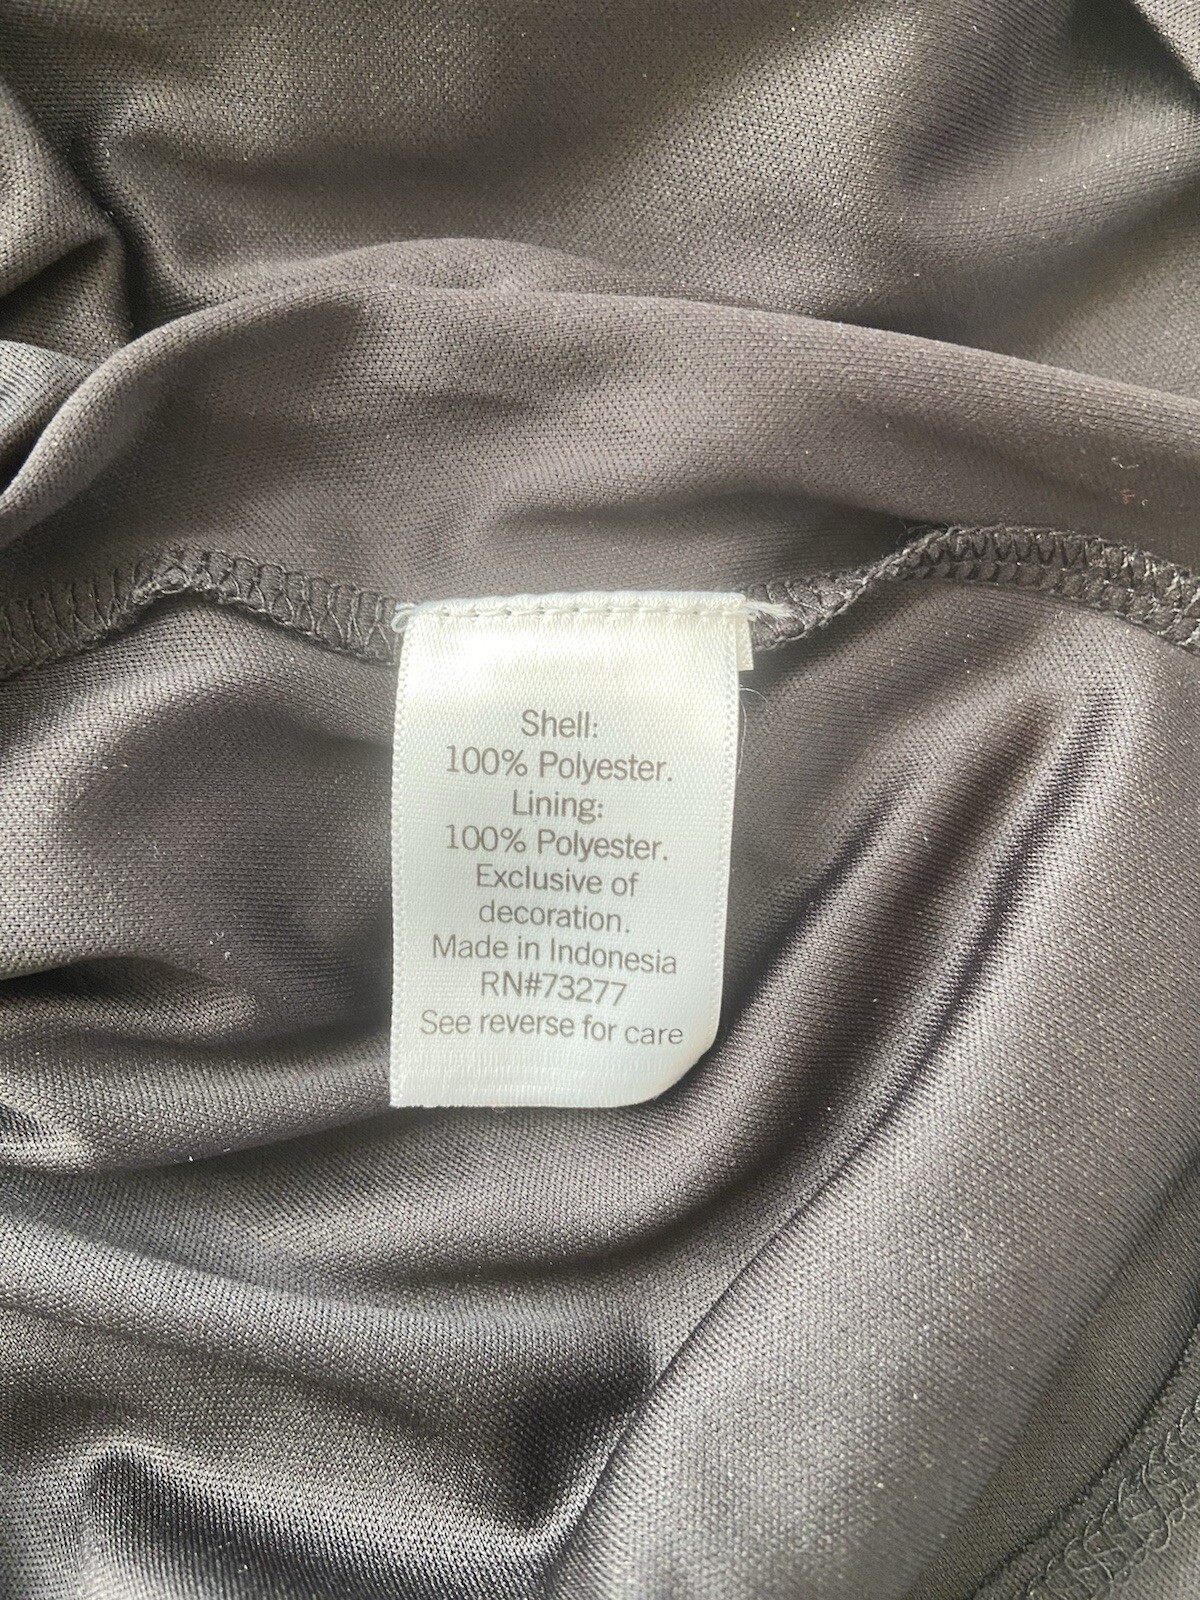 Shell:
100% Polyester.
Lining:
100% Polyester.
Exclusive of
decoration.
Made in Indonesia
RN#73277
See reverse for care